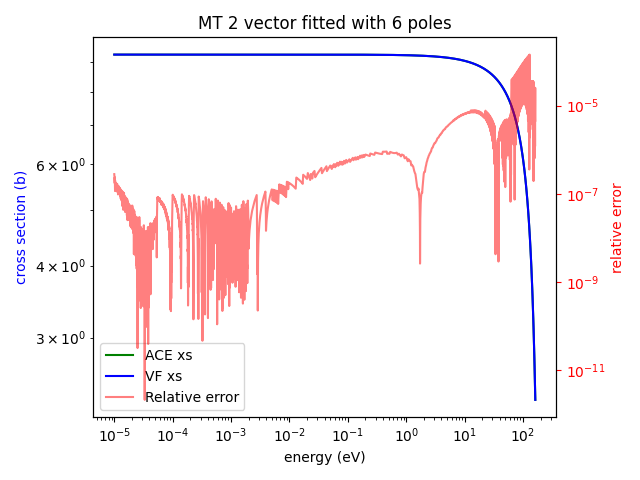 MT 2 vector fitted with 6 poles
cross section (b)
6 × 10⁰
4 × 10⁰
3 × 10⁰
10⁻⁵
10⁻⁷
10⁻⁹
10⁻¹¹
relative error
ACE xs
VF xs
Relative error
10⁻⁵ 10⁻⁴ 10⁻³ 10⁻² 10⁻¹ 10⁰ 10¹ 10²
energy (eV)